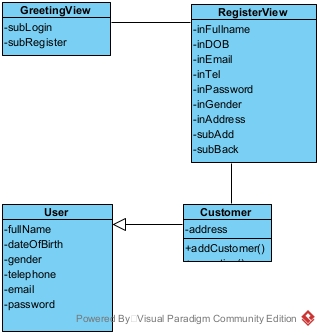 GreetingView
-subLogin
-subRegister
RegisterView
-inFullname
-inDOB
-inEmail
-inTel
-inPassword
-inGender
-inAddress
-subAdd
-subBack
User
-fullName
-dateOfBirth
-gender
-telephone
-email
-password
Customer
-address
+addCustomer()
Powered By Visual Paradigm Community Edition